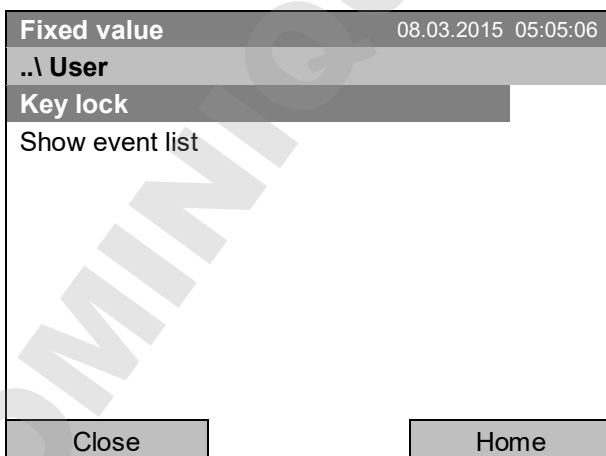 Fixed value 08.03.2015 05:05:06
..\ User
Key lock
Show event list
Close Home